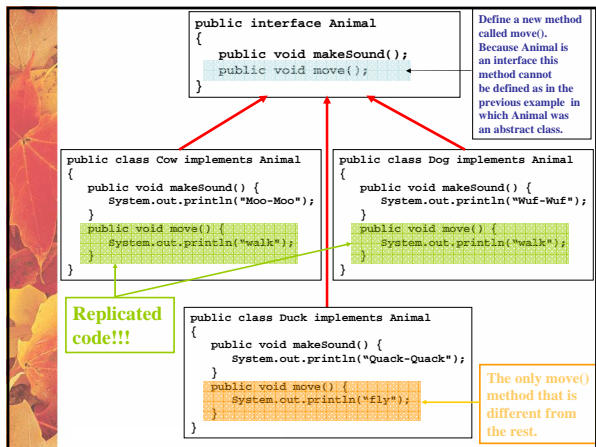 public interface Animal
{
public void makeSound();
public void move();
}
Define a new method
called move().
Because Animal is
an interface this
method cannot
be defined as in the
previous example in
which Animal was
an abstract class.
public class Cow implements Animal
{
public void makeSound() {
System.out.println("Moo-Moo");
}
public void move() {
System.out.println("walk");
}
}
public class Dog implements Animal
{
public void makeSound() {
System.out.println(“Wuf-Wuf");
}
public void move() {
System.out.println(“walk");
}
}
Replicated
code!!!
public class Duck implements Animal
{
public void makeSound() {
System.out.println(“Quack-Quack");
}
public void move() {
System.out.println(“fly");
}
}
The only move()
method that is
different from
the rest.